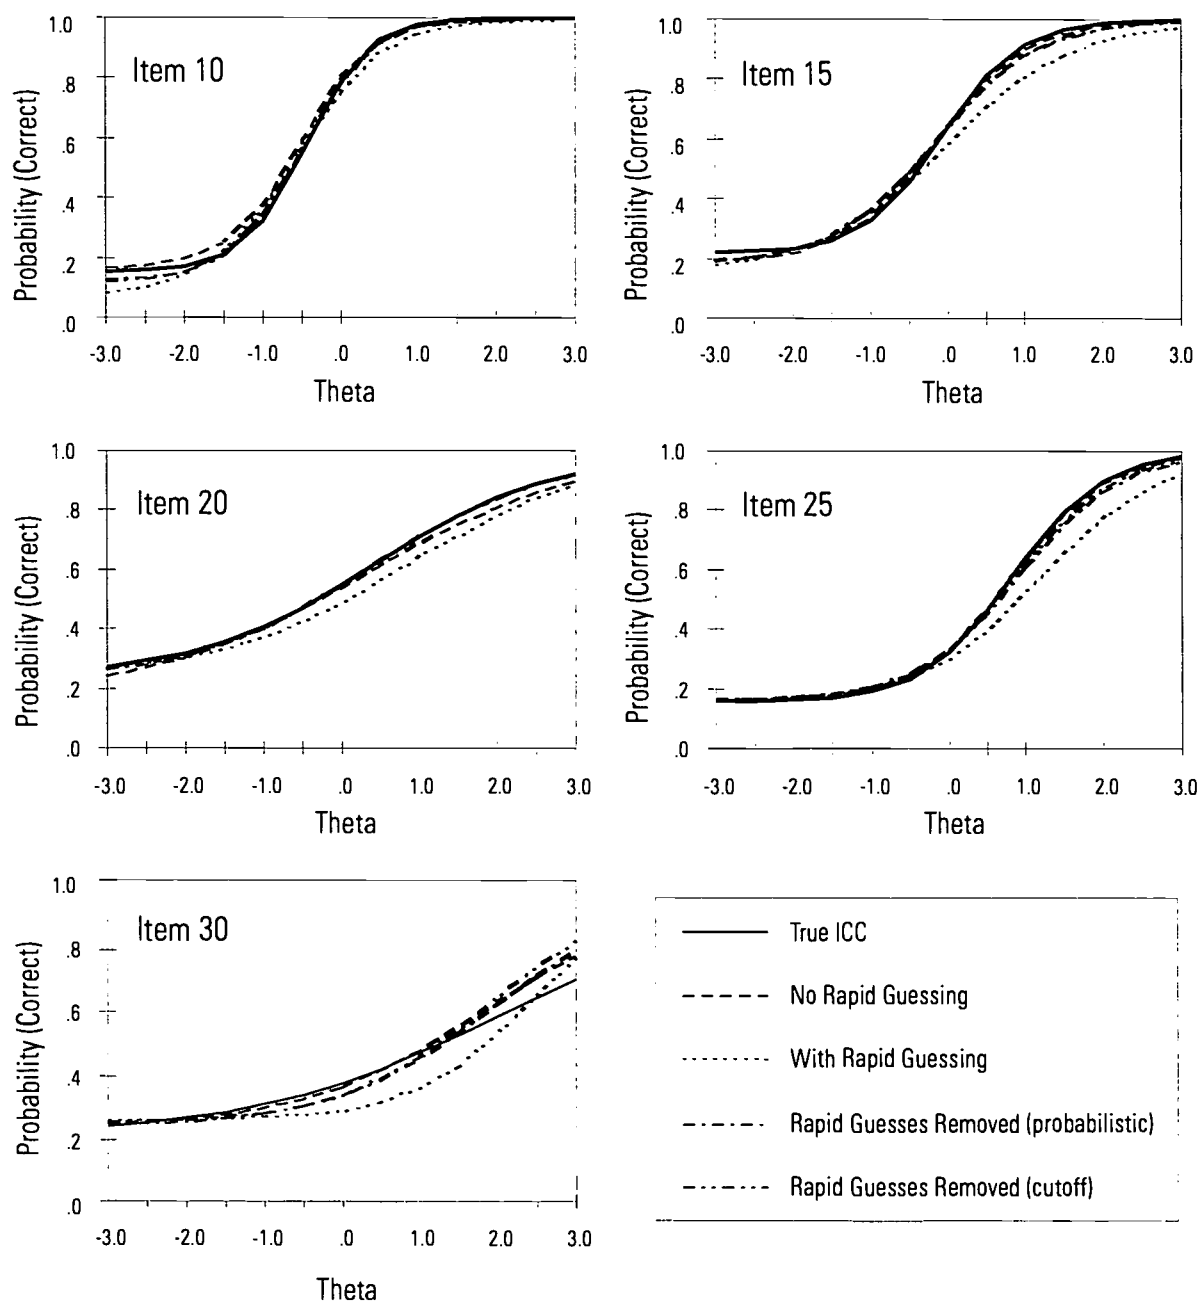 1.0
Item 10
.8
.6
.4
.2
.0
Probability (Correct)
-3.0 -2.0 -1.0 .0 1.0 2.0 3.0
Theta
1.0
Item 15
.8
.6
.4
.2
.0
Probability (Correct)
-3.0 -2.0 -1.0 .0 1.0 2.0 3.0
Theta
1.0
Item 20
.8
.6
.4
.2
.0
Probability (Correct)
-3.0 -2.0 -1.0 .0 1.0 2.0 3.0
Theta
1.0
Item 25
.8
.6
.4
.2
.0
Probability (Correct)
-3.0 -2.0 -1.0 .0 1.0 2.0 3.0
Theta
1.0
Item 30
.8
.6
.4
.2
.0
Probability (Correct)
-3.0 -2.0 -1.0 .0 1.0 2.0 3.0
Theta
True ICC
No Rapid Guessing
With Rapid Guessing
Rapid Guesses Removed (probabilistic)
Rapid Guesses Removed (cutoff)